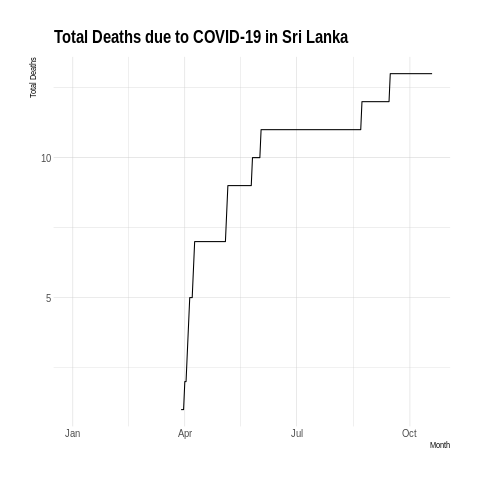 Total Deaths due to COVID-19 in Sri Lanka
Total Deaths
10
5
Jan Apr Jul Oct
Month